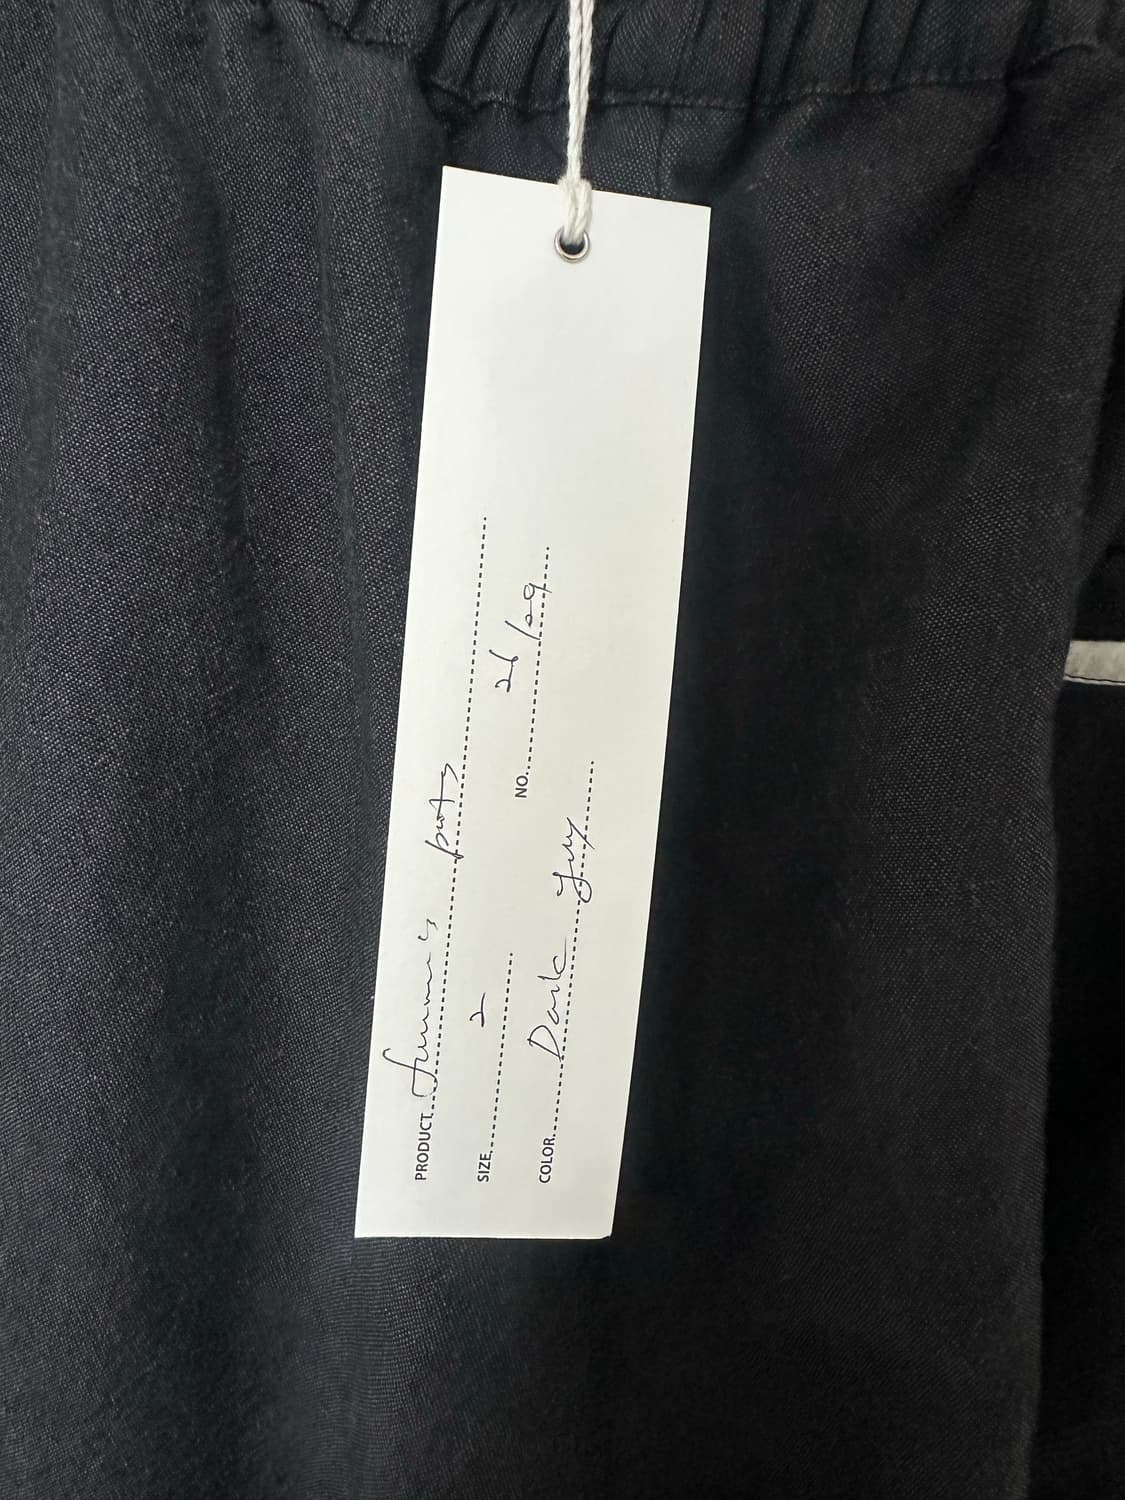 PRODUCT. Summer pants
SIZE. 2 NO. 26/09
COLOR. Dark grey